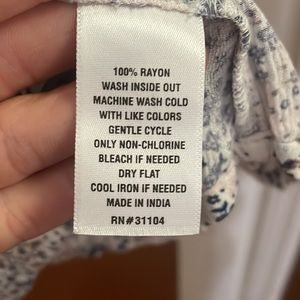 100% RAYON
WASH INSIDE OUT
MACHINE WASH COLD
WITH LIKE COLORS
GENTLE CYCLE
ONLY NON-CHLORINE
BLEACH IF NEEDED
DRY FLAT
COOL IRON IF NEEDED
MADE IN INDIA
RN#31104